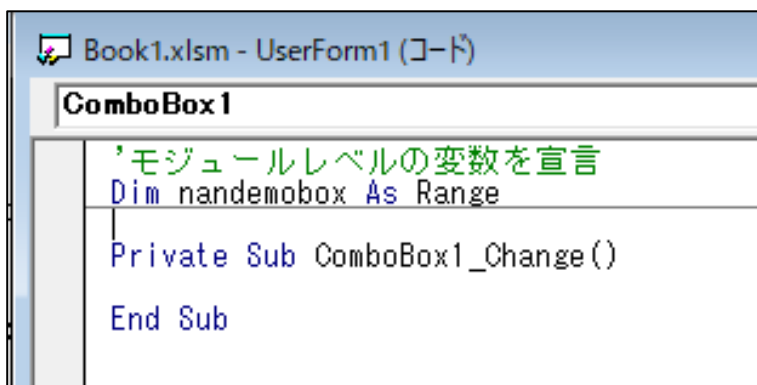 Book1.xlsm - UserForm1 (コード)
ComboBox1
'モジュールレベルの変数を宣言
Dim nandemobox As Range
Private Sub ComboBox1_Change()
End Sub